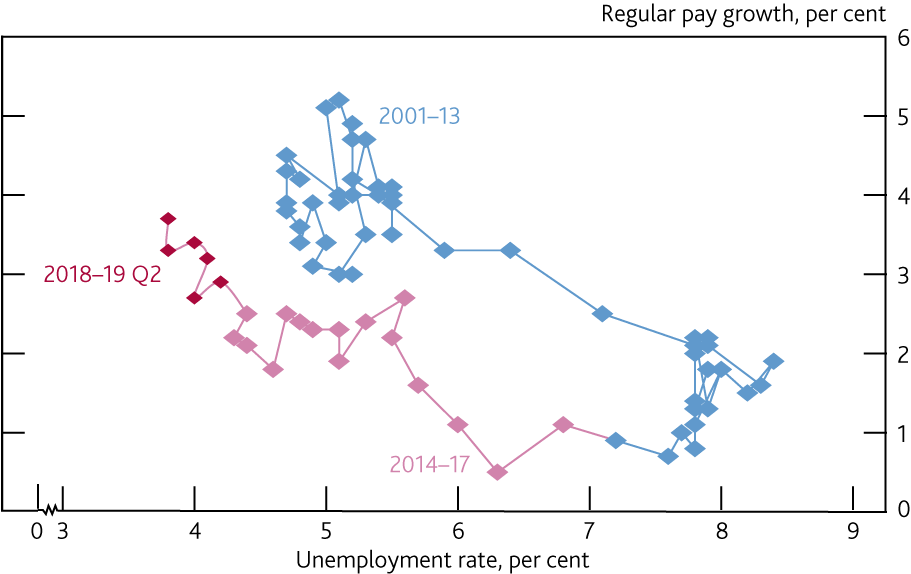 Regular pay growth, per cent
6
2001–13
5
4
2018–19 Q2
3
2
2014–17
1
0
0 3 4 5 6 7 8 9
Unemployment rate, per cent